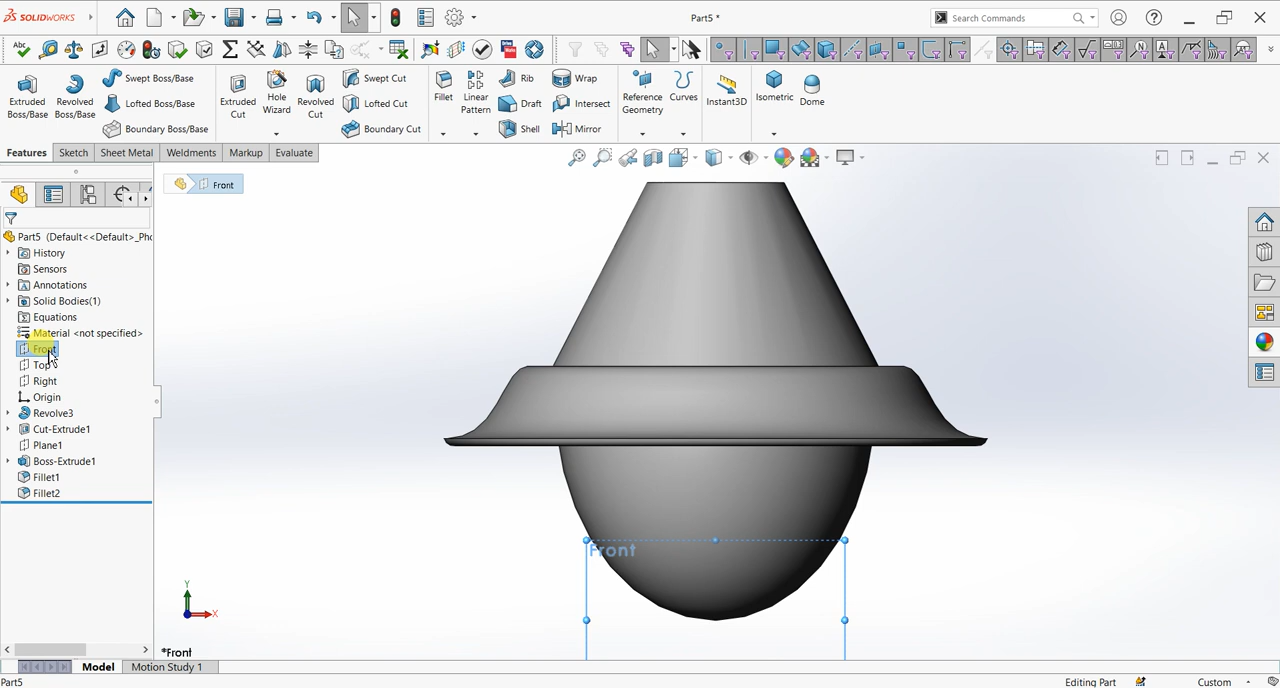 SOLIDWORKS
Part5 *
Search Commands
Extruded Boss/Base
Revolved Boss/Base
Swept Boss/Base
Lofted Boss/Base
Boundary Boss/Base
Extruded Cut
Hole Wizard
Revolved Cut
Swept Cut
Lofted Cut
Boundary Cut
Fillet
Linear Pattern
Rib
Draft
Shell
Wrap
Intersect
Mirror
Reference Geometry
Curves
Instant3D
Isometric
Dome
Features
Sketch
Sheet Metal
Weldments
Markup
Evaluate
Front
Part5 (Default<<Default>_Pho
History
Sensors
Annotations
Solid Bodies(1)
Equations
Material <not specified>
Front
Top
Right
Origin
Revolve3
Cut-Extrude1
Plane1
Boss-Extrude1
Fillet1
Fillet2
Front
Y
X
*Front
Model
Motion Study 1
Part5
Editing Part
Custom